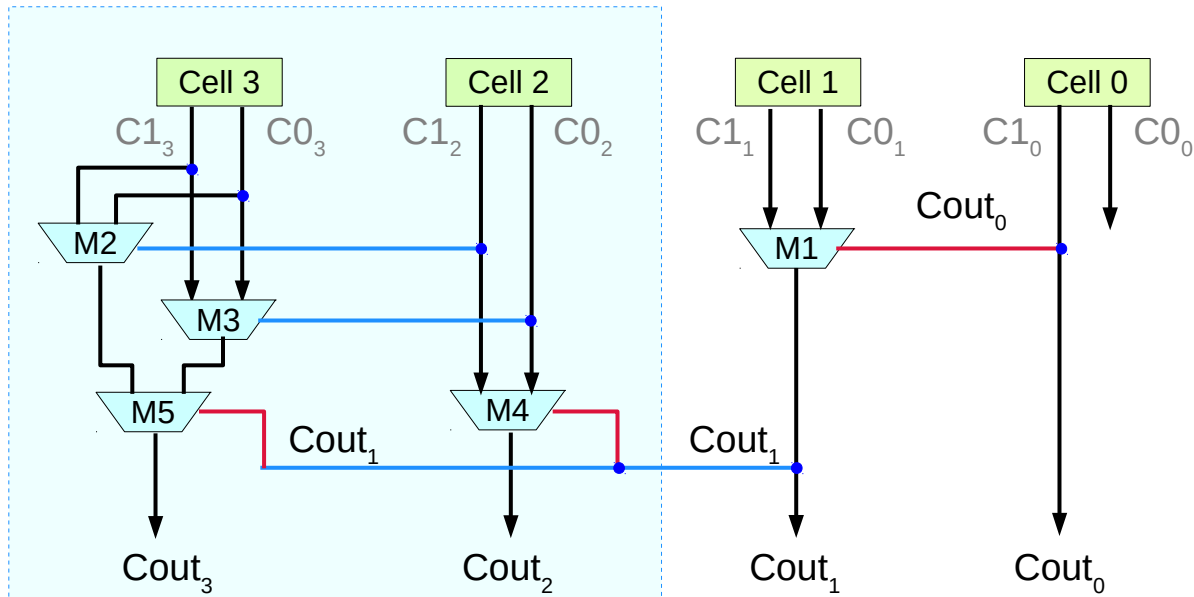 Cell 3
Cell 2
Cell 1
Cell 0
C1₃
C0₃
C1₂
C0₂
C1₁
C0₁
C1₀
C0₀
Cout₀
M2
M1
M3
M5
M4
Cout₁
Cout₁
Cout₃
Cout₂
Cout₁
Cout₀